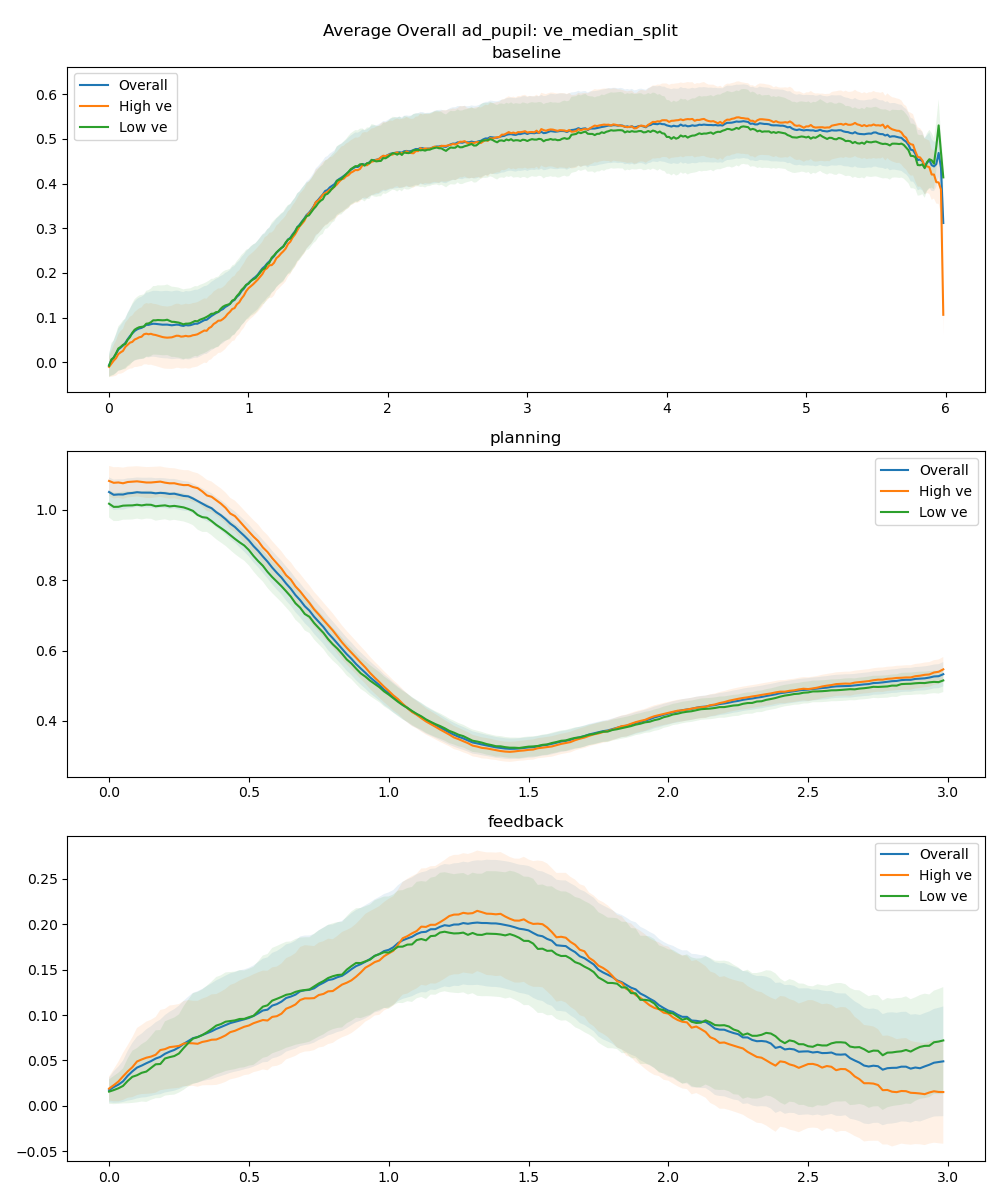 Average Overall ad_pupil: ve_median_split
baseline
Overall
High ve
Low ve
0.6
0.5
0.4
0.3
0.2
0.1
0.0
0 1 2 3 4 5 6
planning
Overall
High ve
Low ve
1.0
0.8
0.6
0.4
0.0 0.5 1.0 1.5 2.0 2.5 3.0
feedback
Overall
High ve
Low ve
0.25
0.20
0.15
0.10
0.05
0.00
−0.05
0.0 0.5 1.0 1.5 2.0 2.5 3.0